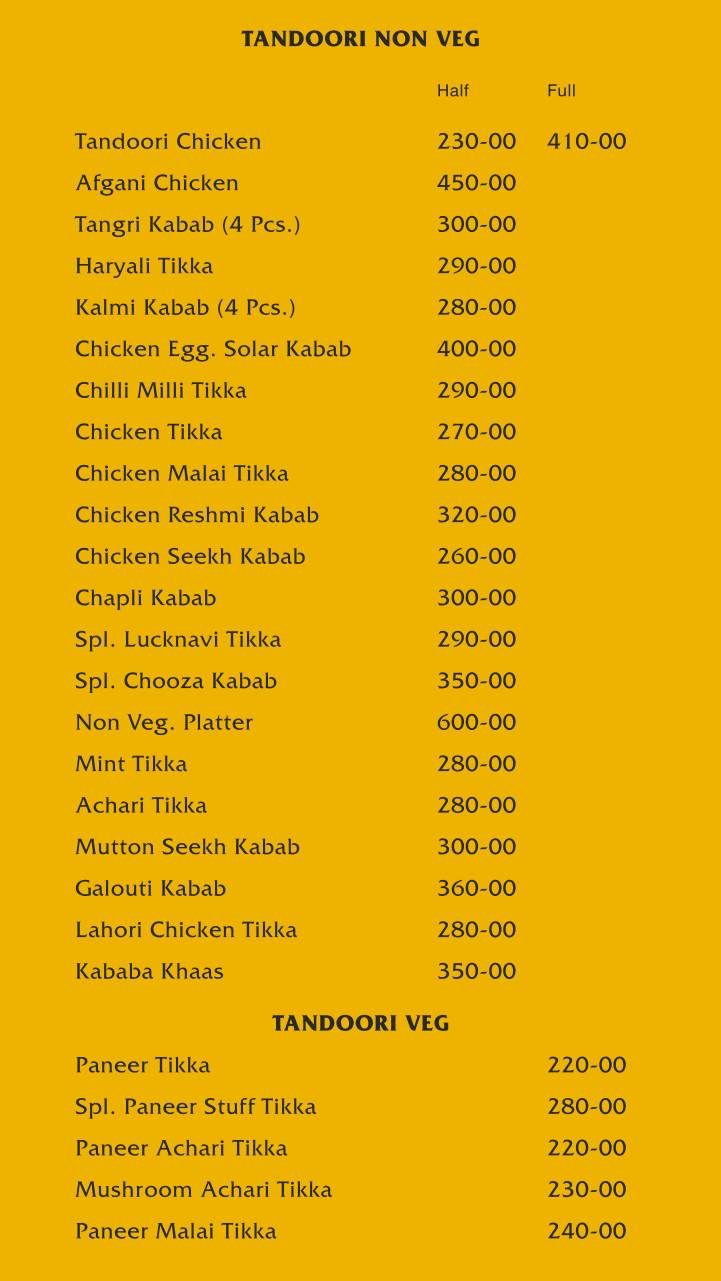 TANDOORI NON VEG
Half Full
Tandoori Chicken 230-00 410-00
Afgani Chicken 450-00
Tangri Kabab (4 Pcs.) 300-00
Haryali Tikka 290-00
Kalmi Kabab (4 Pcs.) 280-00
Chicken Egg. Solar Kabab 400-00
Chilli Milli Tikka 290-00
Chicken Tikka 270-00
Chicken Malai Tikka 280-00
Chicken Reshmi Kabab 320-00
Chicken Seekh Kabab 260-00
Chapli Kabab 300-00
Spl. Lucknavi Tikka 290-00
Spl. Chooza Kabab 350-00
Non Veg. Platter 600-00
Mint Tikka 280-00
Achari Tikka 280-00
Mutton Seekh Kabab 300-00
Galouti Kabab 360-00
Lahori Chicken Tikka 280-00
Kababa Khaas 350-00
TANDOORI VEG
Paneer Tikka 220-00
Spl. Paneer Stuff Tikka 280-00
Paneer Achari Tikka 220-00
Mushroom Achari Tikka 230-00
Paneer Malai Tikka 240-00